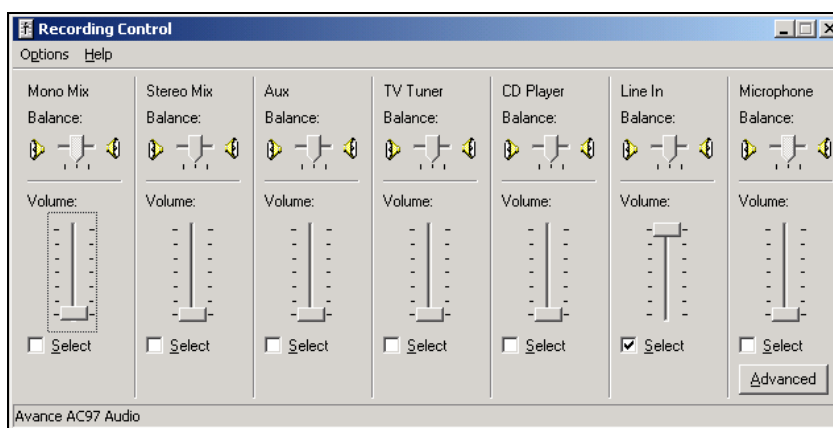 Recording Control
Options Help
Mono Mix Stereo Mix Aux TV Tuner CD Player Line In Microphone
Balance: Balance: Balance: Balance: Balance: Balance: Balance:
Volume: Volume: Volume: Volume: Volume: Volume: Volume:
Select Select Select Select Select Select Select
Advanced
Avance AC97 Audio